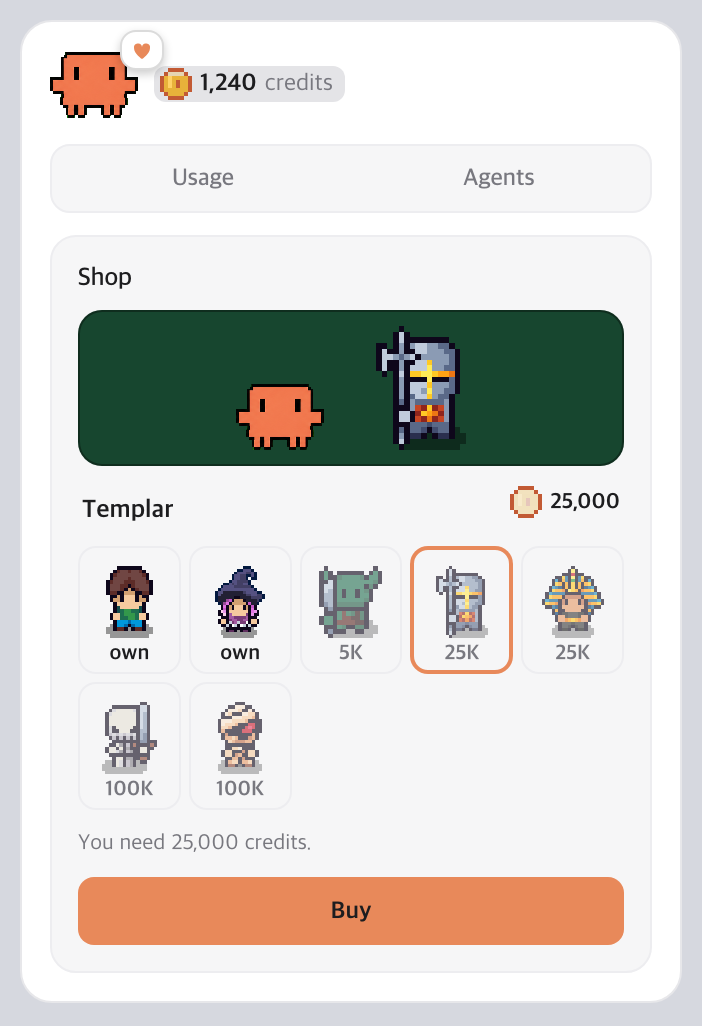 1,240 credits
Usage Agents
Shop
Templar 25,000
own own 5K 25K 25K
100K 100K
You need 25,000 credits.
Buy